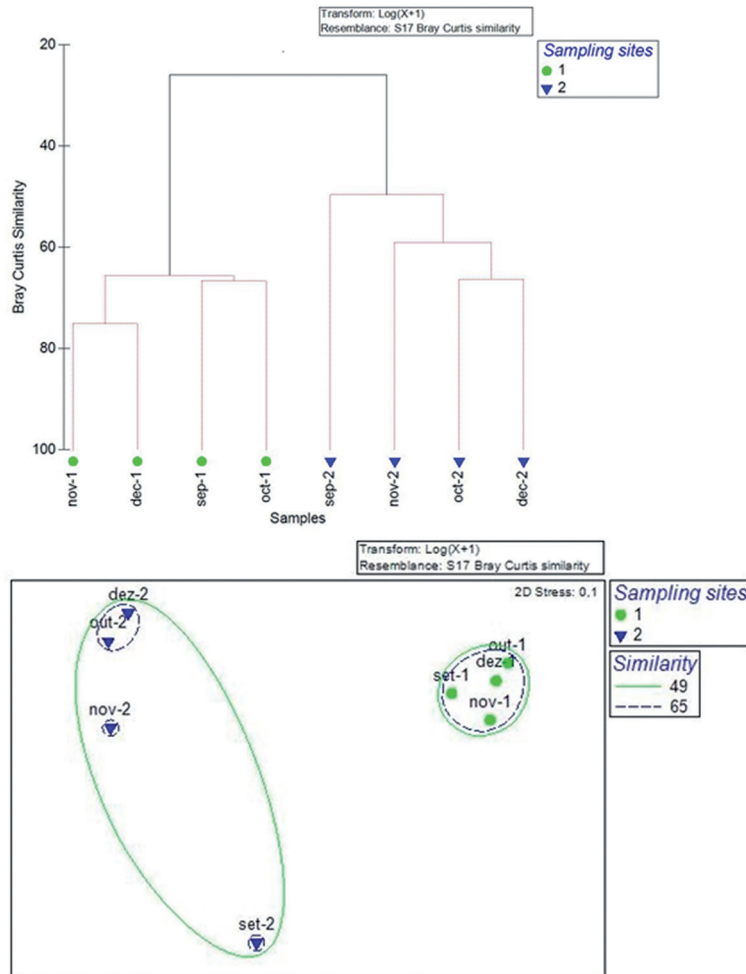 Transform: Log(X+1)
Resemblance: S17 Bray Curtis similarity
Sampling sites
1
2
20
40
60
80
100
Bray Curtis Similarity
nov-1
dec-1
sep-1
oct-1
sep-2
nov-2
oct-2
dec-2
Samples
Transform: Log(X+1)
Resemblance: S17 Bray Curtis similarity
2D Stress: 0,1
Sampling sites
1
2
Similarity
49
65
dez-2
out-2
nov-2
set-2
out-1
dez-1
set-1
nov-1